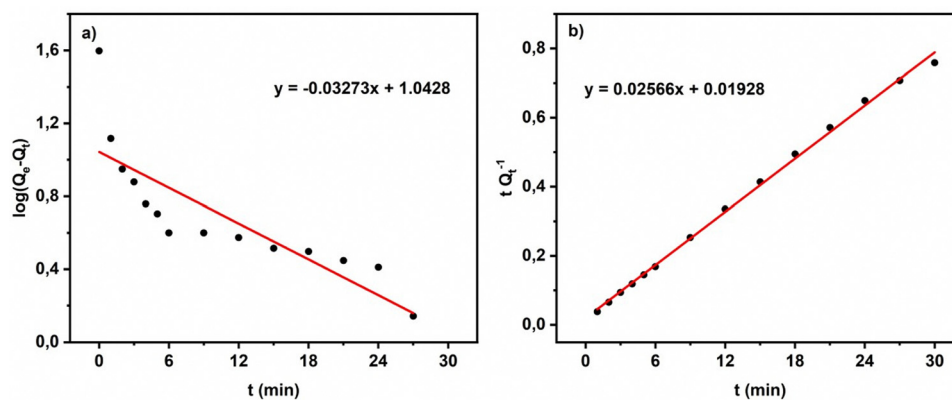 a)
y = -0.03273x + 1.0428
log(Qe-Qt)
1,6
1,2
0,8
0,4
0,0
0 6 12 18 24 30
t (min)
b)
y = 0.02566x + 0.01928
t Qt-1
0,8
0,6
0,4
0,2
0,0
0 6 12 18 24 30
t (min)